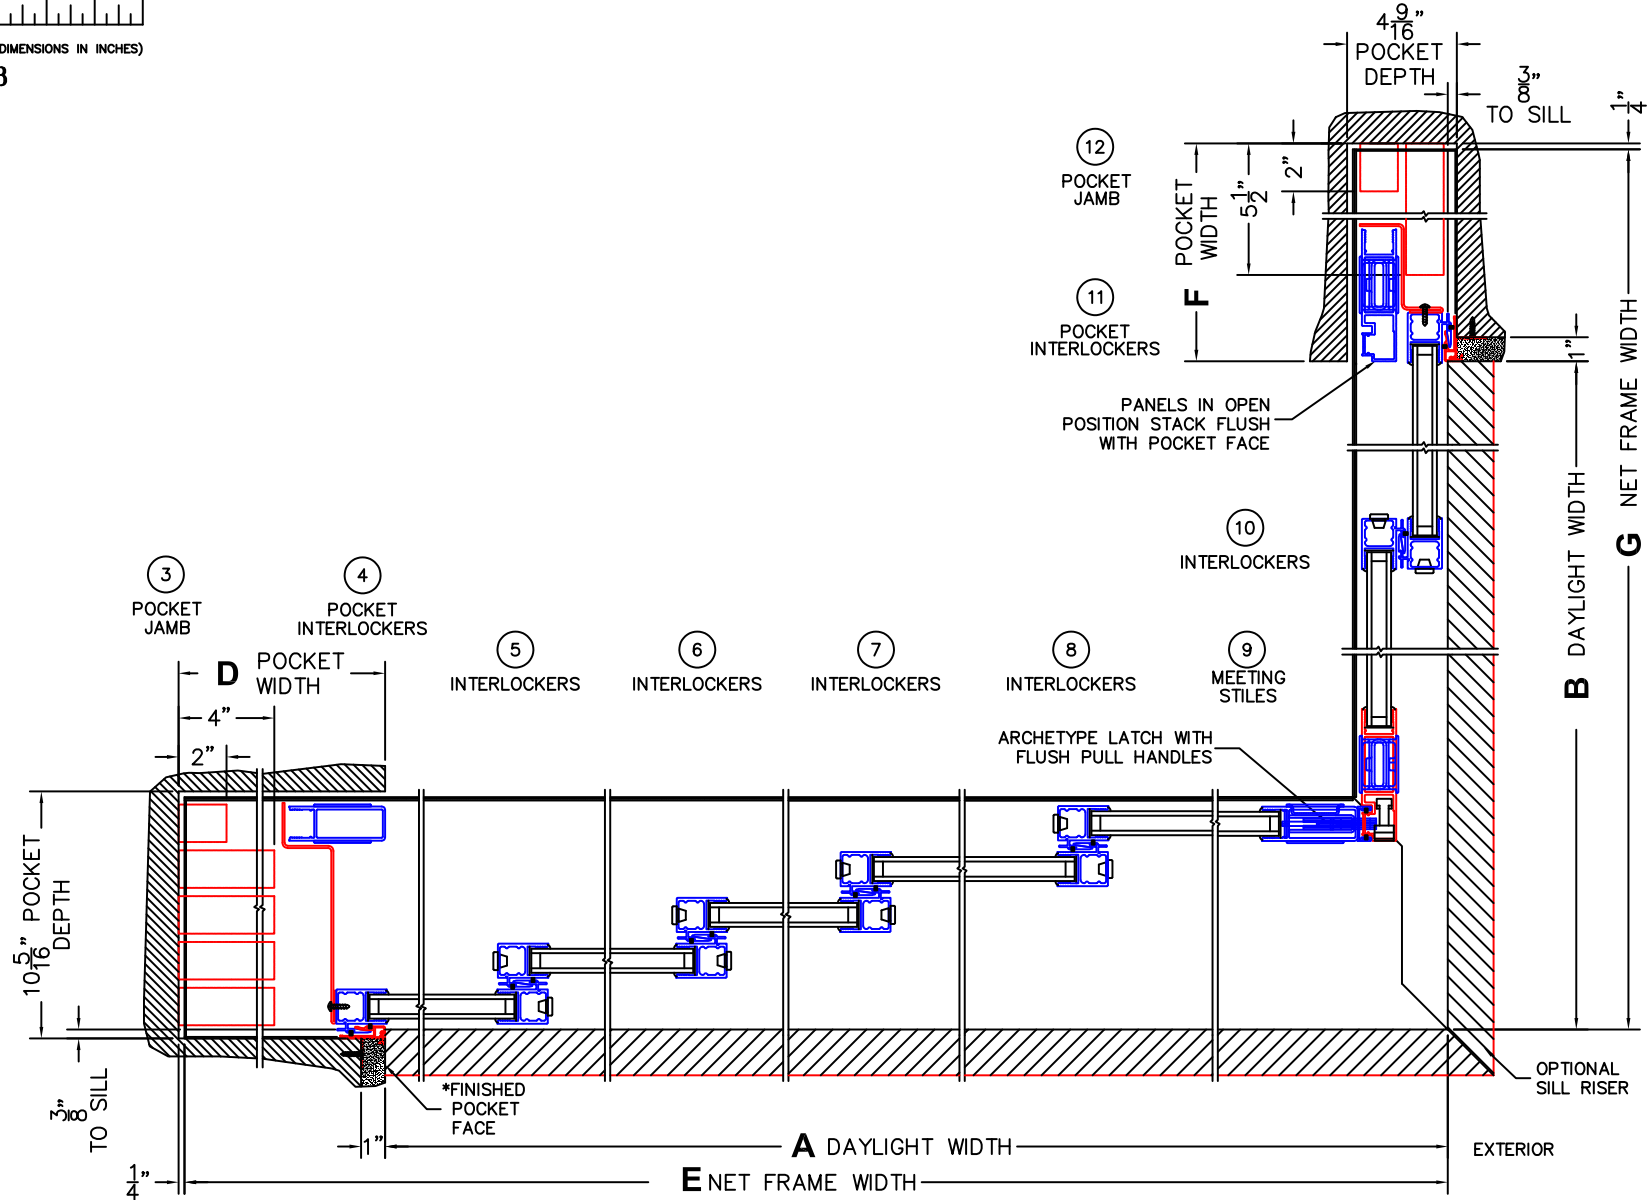 DIMENSIONS IN INCHES)
4 9/16"
POCKET
DEPTH
3/8"
TO SILL
1/4"
12
POCKET
JAMB
POCKET
WIDTH
F
5 1/2"
2"
11
POCKET
INTERLOCKERS
1"
PANELS IN OPEN
POSITION STACK FLUSH
WITH POCKET FACE
G NET FRAME WIDTH
B DAYLIGHT WIDTH
10
INTERLOCKERS
3
POCKET
JAMB
4
POCKET
INTERLOCKERS
5
INTERLOCKERS
6
INTERLOCKERS
7
INTERLOCKERS
8
INTERLOCKERS
9
MEETING
STILES
D POCKET
WIDTH
4"
2"
ARCHETYPE LATCH WITH
FLUSH PULL HANDLES
10 5/16" POCKET
DEPTH
3/8"
TO SILL
*FINISHED
POCKET
FACE
OPTIONAL
SILL RISER
1"
A DAYLIGHT WIDTH
EXTERIOR
1/4"
E NET FRAME WIDTH